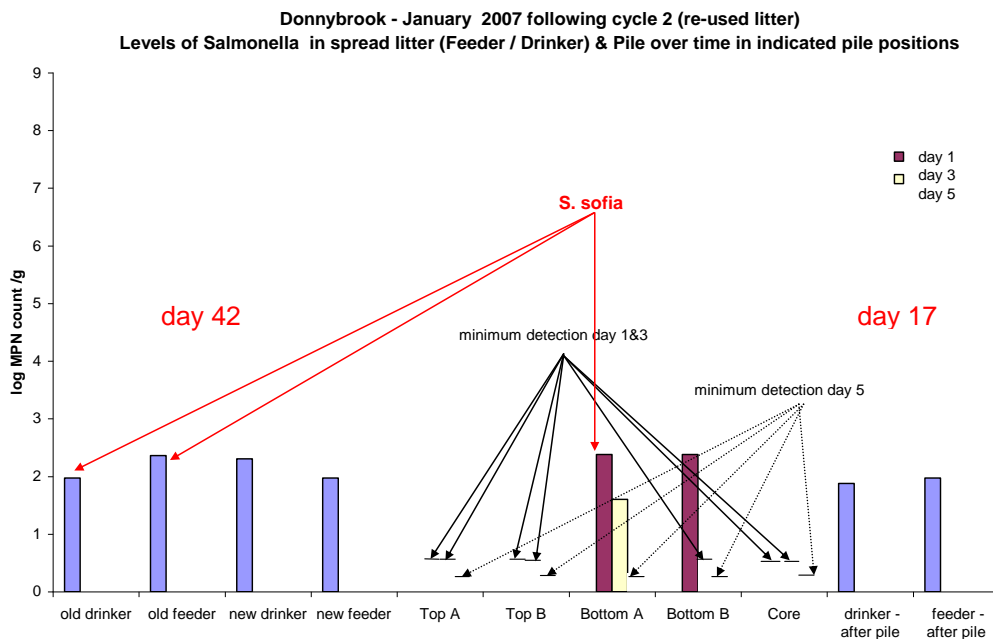 Donnybrook - January 2007 following cycle 2 (re-used litter)
Levels of Salmonella in spread litter (Feeder / Drinker) & Pile over time in indicated pile positions
9
8
7
6
5
4
3
2
1
0
log MPN count /g
day 1
day 3
day 5
S. sofia
day 42
day 17
minimum detection day 1&3
minimum detection day 5
old drinker
old feeder
new drinker
new feeder
Top A
Top B
Bottom A
Bottom B
Core
drinker -
after pile
feeder -
after pile